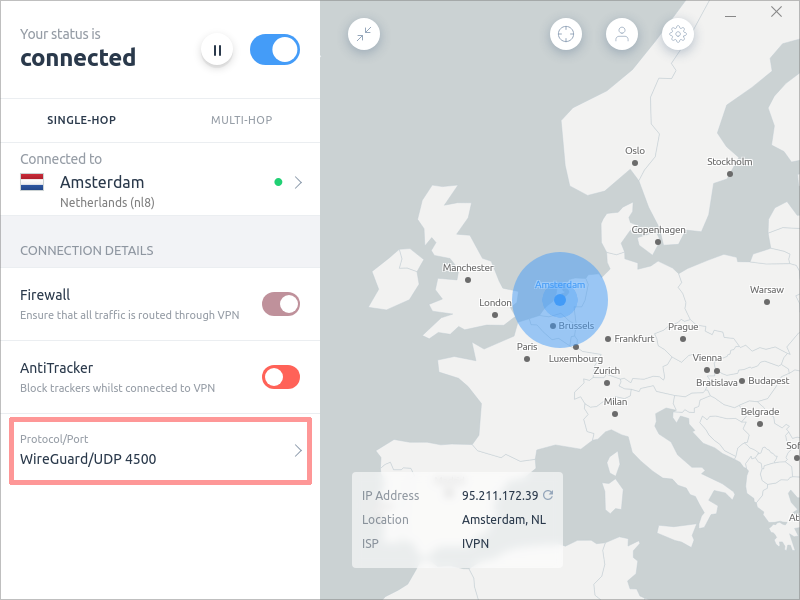 Your status is
connected
SINGLE-HOP
MULTI-HOP
Connected to
Amsterdam
Netherlands (nl8)
CONNECTION DETAILS
Firewall
Ensure that all traffic is routed through VPN
AntiTracker
Block trackers whilst connected to VPN
Protocol/Port
WireGuard/UDP 4500
Oslo
Stockholm
Copenhagen
Manchester
Amsterdam
London
Warsaw
Brussels
Prague
Frankfurt
Paris
Luxembourg
Vienna
Zurich
Bratislava
Budapest
Milan
Belgrade
Sof
IP Address 95.211.172.39
Location Amsterdam, NL
ISP IVPN
At